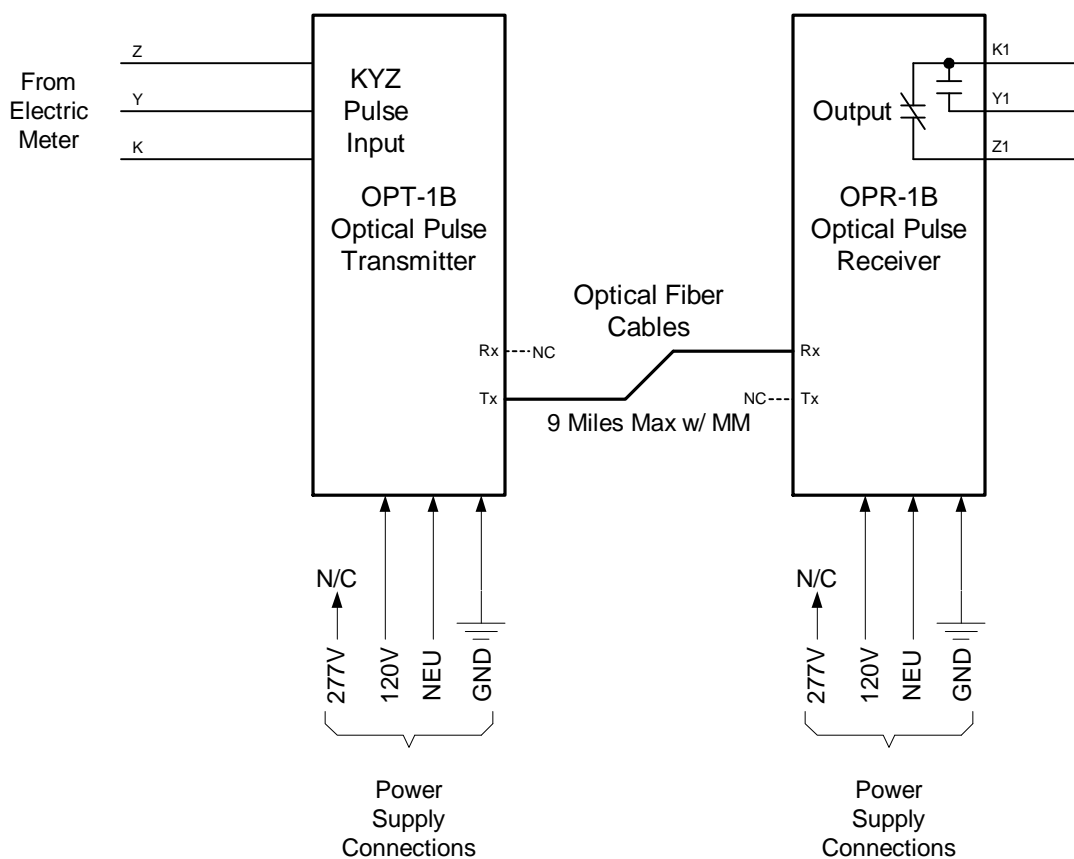 From
Electric
Meter
Z
Y
K
KYZ
Pulse
Input
OPT-1B
Optical Pulse
Transmitter
Rx
NC
Tx
Optical Fiber
Cables
9 Miles Max w/ MM
Output
K1
Y1
Z1
OPR-1B
Optical Pulse
Receiver
Rx
NC
Tx
N/C
277V
120V
NEU
GND
Power
Supply
Connections
N/C
277V
120V
NEU
GND
Power
Supply
Connections